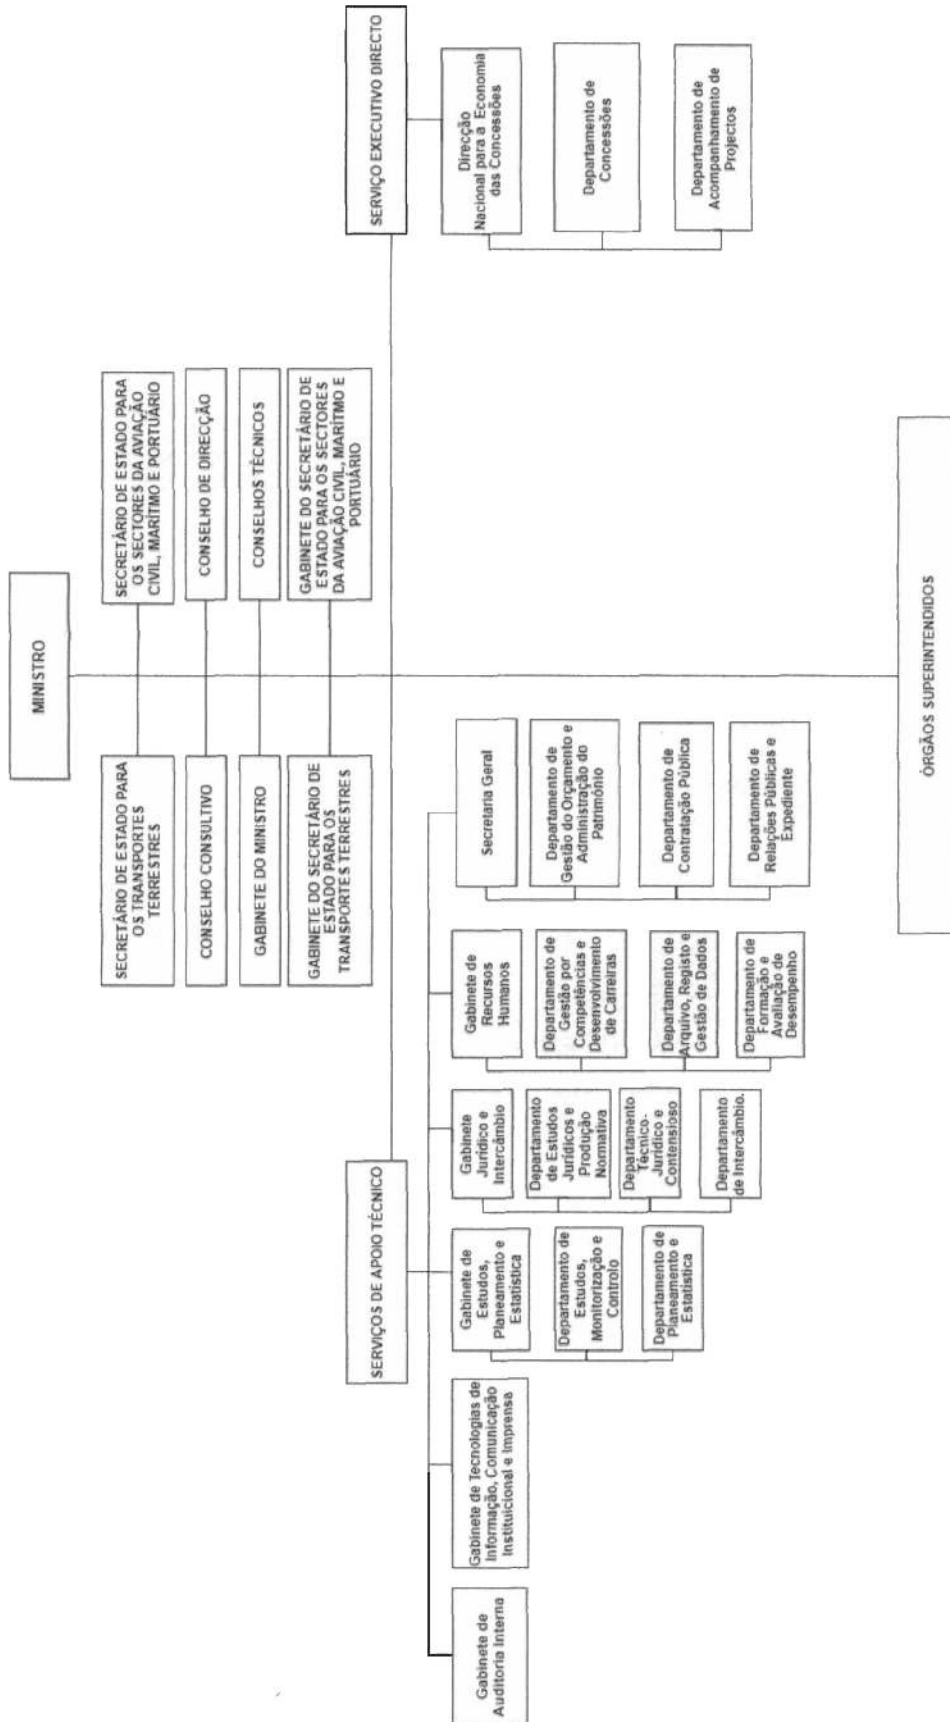 MINISTRO
SECRETÁRIO DE ESTADO PARA
OS TRANSPORTES
TERRESTRES
SECRETÁRIO DE ESTADO PARA
OS SECTORES DA AVIAÇÃO
CIVIL, MARÍTMO E PORTUÁRIO
CONSELHO CONSULTIVO
CONSELHO DE DIRECÇÃO
GABINETE DO MINISTRO
CONSELHOS TÉCNICOS
GABINETE DO SECRETÁRIO DE
ESTADO PARA OS
TRANSPORTES TERRESTRES
GABINETE DO SECRETÁRIO DE
ESTADO PARA OS SECTORES
DA AVIAÇÃO CIVIL, MARÍTMO E
PORTUÁRIO
SERVIÇOS DE APOIO TÉCNICO
SERVIÇO EXECUTIVO DIRECTO
Gabinete de
Auditoria Interna
Gabinete de Tecnologias de
Informação, Comunicação
Instituicional e Imprensa
Gabinete de
Estudos,
Planeamento e
Estatística
Departamento de
Estudos,
Monitorização e
Controlo
Departamento de
Planeamento e
Estatística
Gabinete
Jurídico e
Intercâmbio
Departamento
de Estudos
Jurídicos e
Produção
Normativa
Departamento
Técnico-
Jurídico e
Contensioso
Departamento
de Intercâmbio.
Gabinete de
Recursos
Humanos
Departamento de
Gestão por
Competências e
Desenvolvimento
de Carreiras
Departamento de
Arquivo, Registo e
Gestão de Dados
Departamento de
Formação e
Avaliação de
Desempenho
Secretaria Geral
Departamento de
Gestão do Orçamento e
Administração do
Património
Departamento de
Contratação Pública
Departamento de
Relações Públicas e
Expediente
Direcção
Nacional para a Economia
das Concessões
Departamento de
Concessões
Departamento de
Acompanhamento de
Projectos
ÓRGÃOS SUPERINTENDIDOS